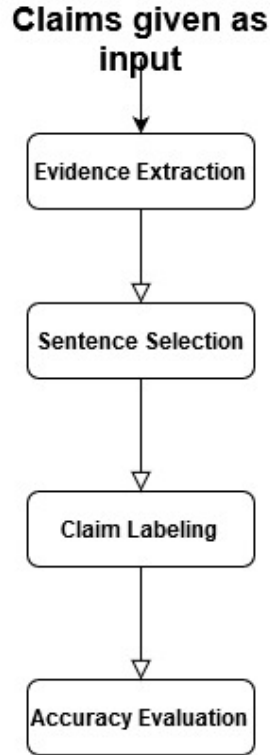 Claims given as
input
Evidence Extraction
Sentence Selection
Claim Labeling
Accuracy Evaluation